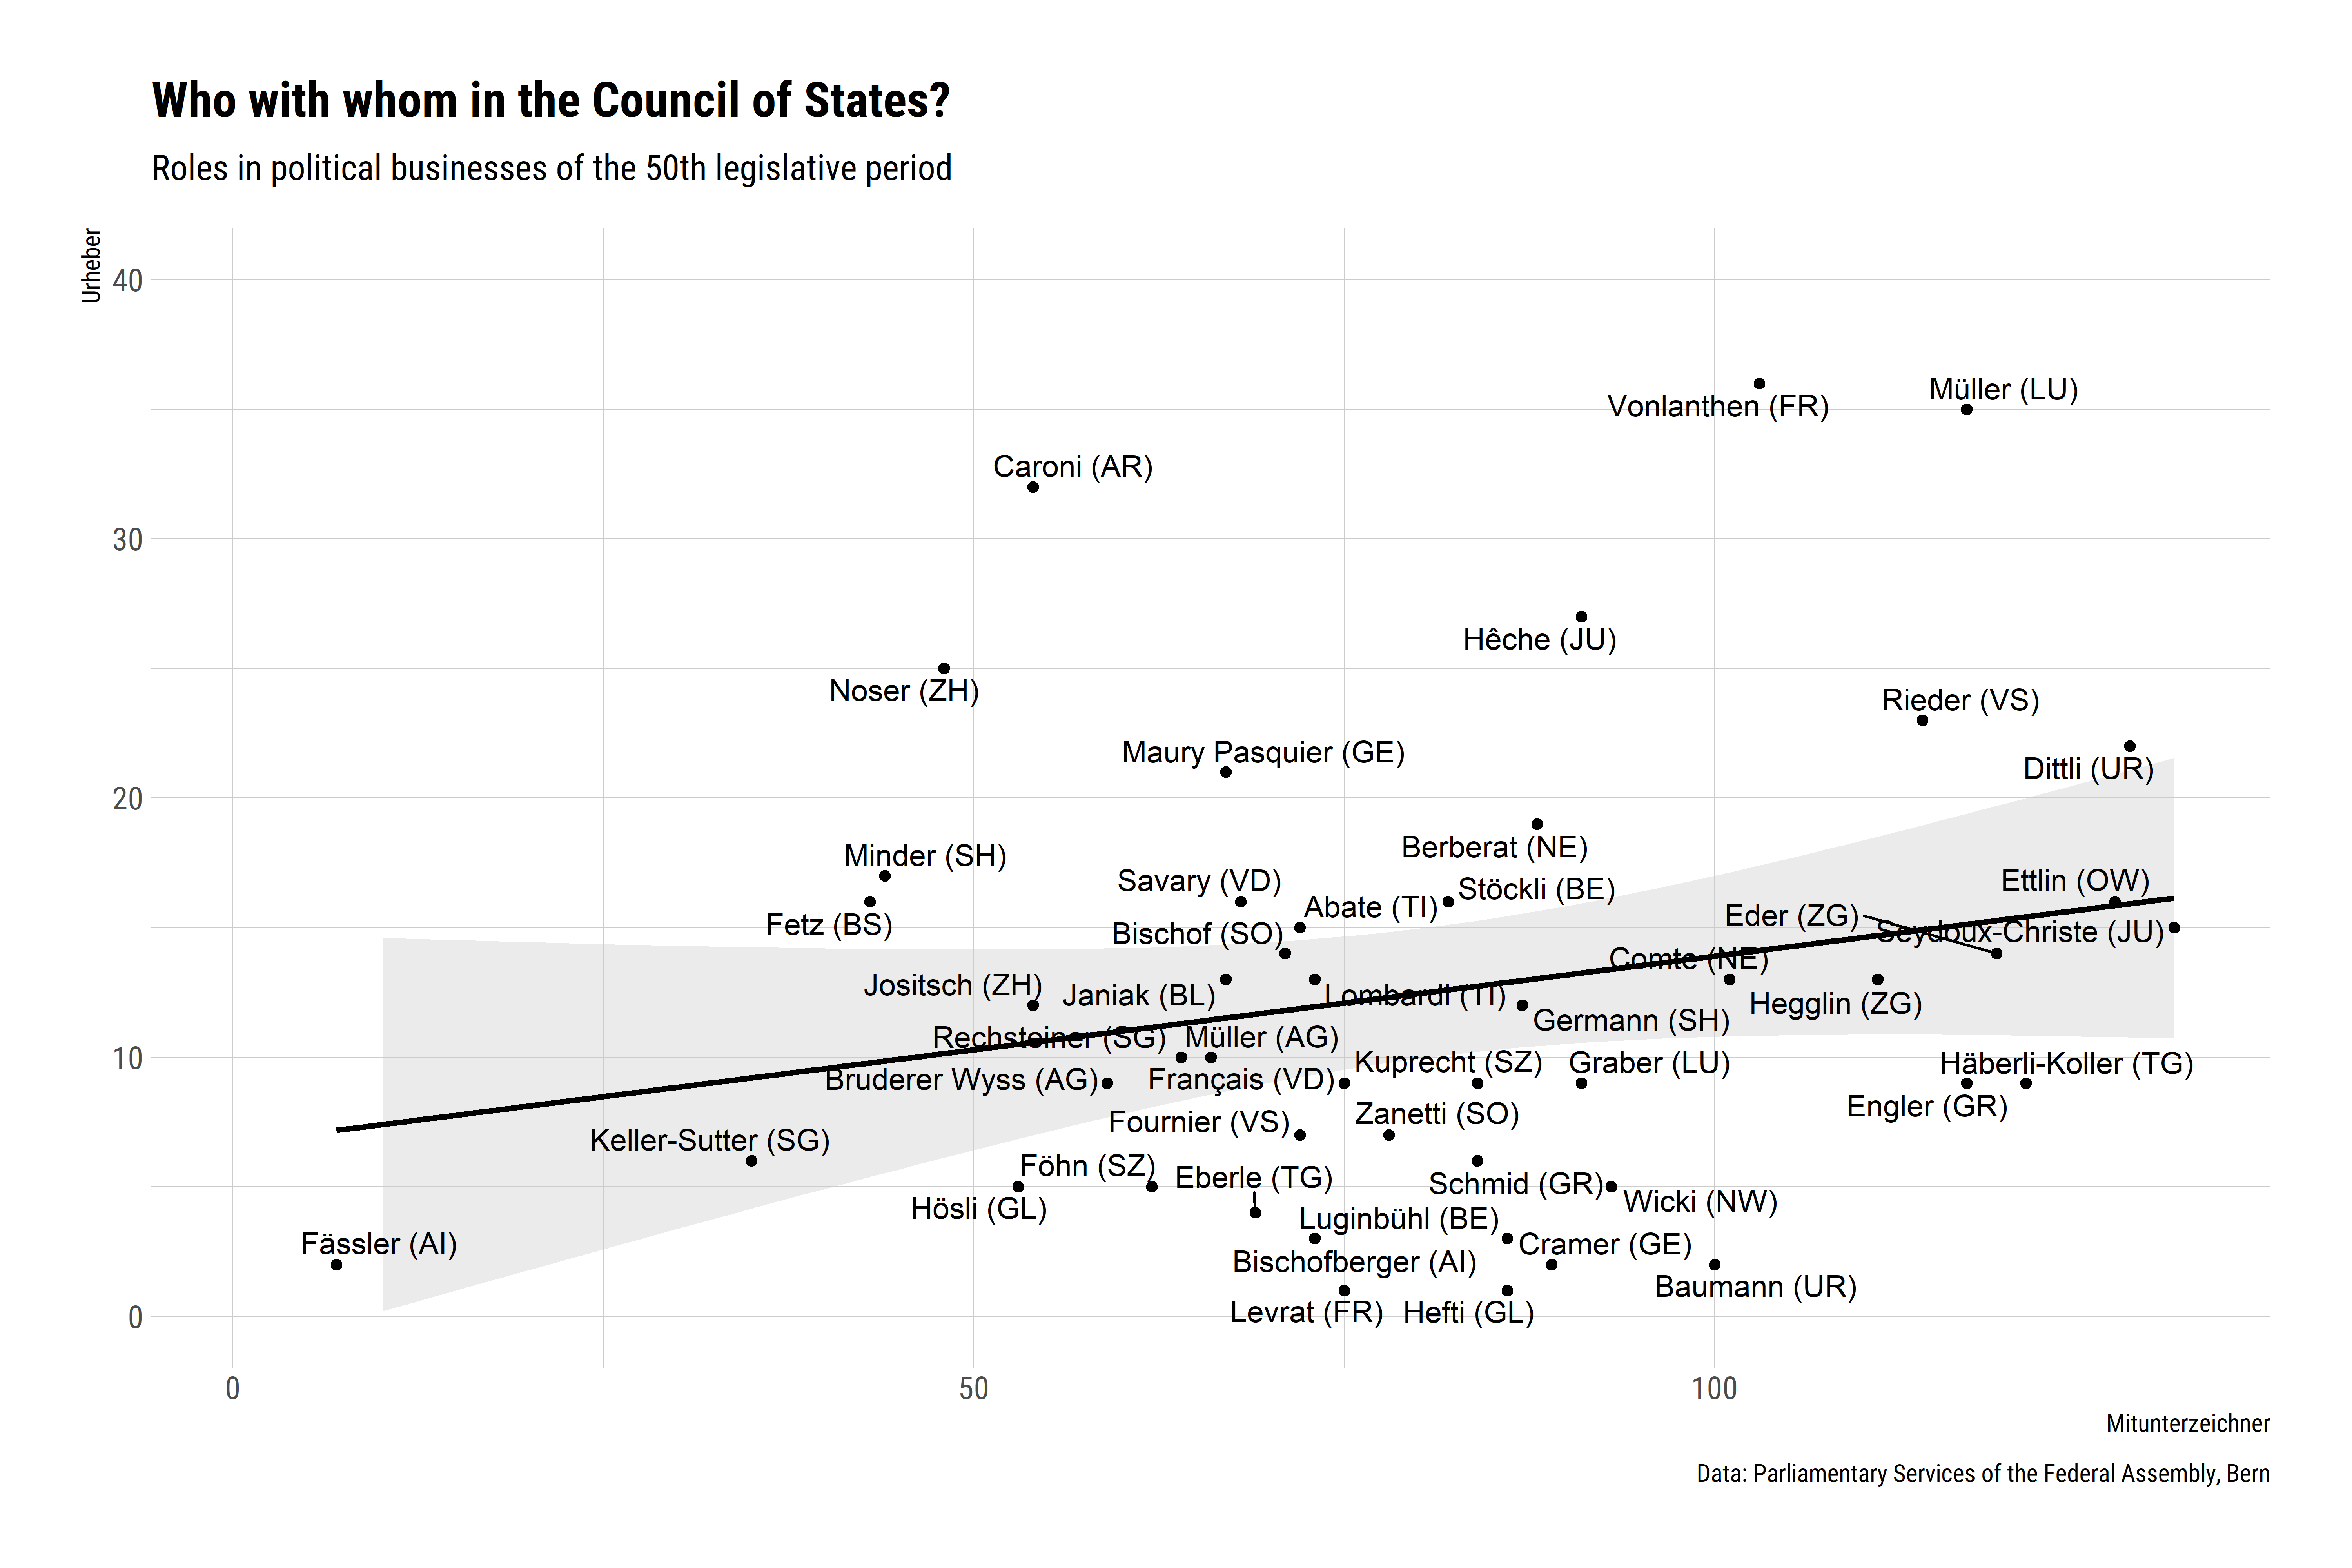 Who with whom in the Council of States?
Roles in political businesses of the 50th legislative period
Urheber
40
30
20
10
0
Vonlanthen (FR)
Müller (LU)
Caroni (AR)
Hêche (JU)
Noser (ZH)
Rieder (VS)
Maury Pasquier (GE)
Dittli (UR)
Berberat (NE)
Minder (SH)
Savary (VD)
Stöckli (BE)
Ettlin (OW)
Fetz (BS)
Abate (TI)
Eder (ZG)
Bischof (SO)
Seydoux-Christe (JU)
Comte (NE)
Jositsch (ZH)
Janiak (BL)
Lombardi (TI)
Hegglin (ZG)
Germann (SH)
Rechsteiner (SG)
Müller (AG)
Kuprecht (SZ)
Graber (LU)
Häberli-Koller (TG)
Bruderer Wyss (AG)
Français (VD)
Engler (GR)
Fournier (VS)
Zanetti (SO)
Keller-Sutter (SG)
Föhn (SZ)
Eberle (TG)
Schmid (GR)
Wicki (NW)
Hösli (GL)
Luginbühl (BE)
Fässler (AI)
Cramer (GE)
Bischofberger (AI)
Baumann (UR)
Levrat (FR)
Hefti (GL)
0
50
100
Mitunterzeichner
Data: Parliamentary Services of the Federal Assembly, Bern